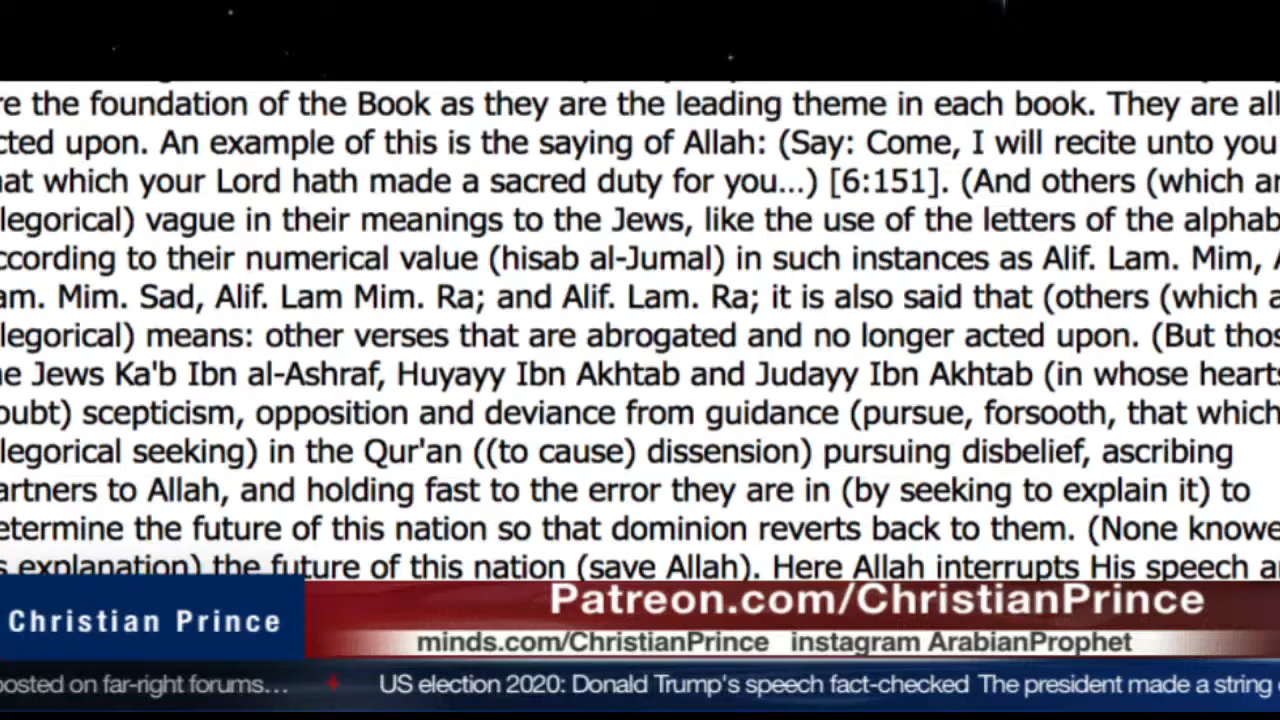 re the foundation of the Book as they are the leading theme in each book. They are all
cted upon. An example of this is the saying of Allah: (Say: Come, I will recite unto you
hat which your Lord hath made a sacred duty for you...) [6:151]. (And others (which ar
legorical) vague in their meanings to the Jews, like the use of the letters of the alphab
ccording to their numerical value (hisab al-Jumal) in such instances as Alif. Lam. Mim, A
am. Mim. Sad, Alif. Lam Mim. Ra; and Alif. Lam. Ra; it is also said that (others (which a
legorical) means: other verses that are abrogated and no longer acted upon. (But thos
he Jews Ka'b Ibn al-Ashraf, Huyayy Ibn Akhtab and Judayy Ibn Akhtab (in whose hearts
oubt) scepticism, opposition and deviance from guidance (pursue, forsooth, that which
legorical seeking) in the Qur'an ((to cause) dissension) pursuing disbelief, ascribing
artners to Allah, and holding fast to the error they are in (by seeking to explain it) to
etermine the future of this nation so that dominion reverts back to them. (None knowe
s explanation) the future of this nation (save Allah). Here Allah interrupts His speech a
Christian Prince
Patreon.com/ChristianPrince
minds.com/ChristianPrince instagram ArabianProphet
posted on far-right forums... US election 2020: Donald Trump's speech fact-checked The president made a string